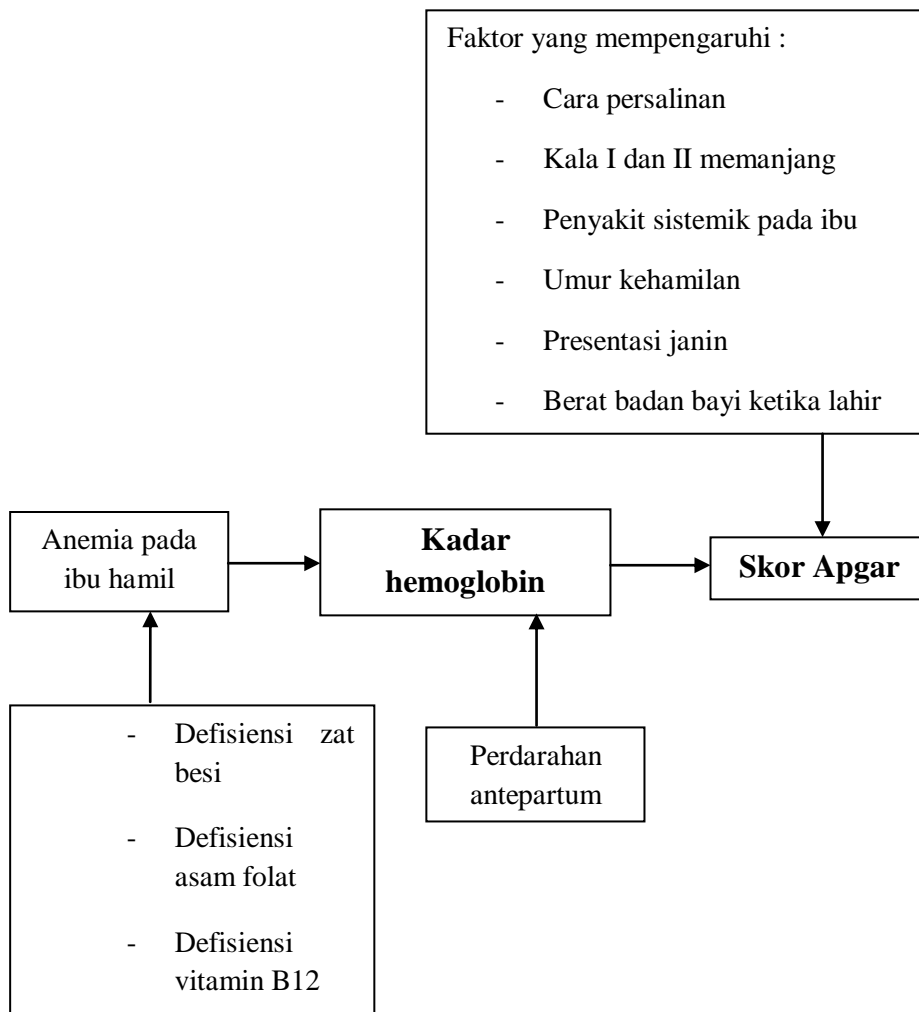 Faktor yang mempengaruhi :
- Cara persalinan
- Kala I dan II memanjang
- Penyakit sistemik pada ibu
- Umur kehamilan
- Presentasi janin
- Berat badan bayi ketika lahir
Anemia pada
ibu hamil
Kadar
hemoglobin
Skor Apgar
- Defisiensi zat
besi
- Defisiensi
asam folat
- Defisiensi
vitamin B12
Perdarahan
antepartum